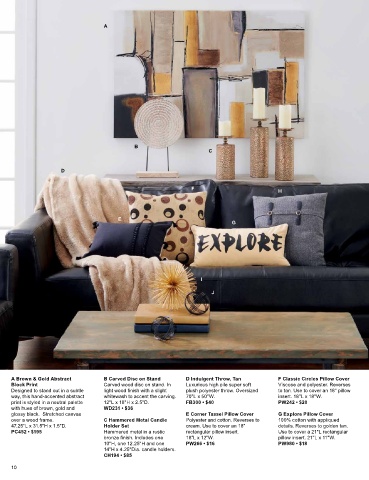 A
B
C
D
E
F
G
H
I
J
EXPLORE
A Brown & Gold Abstract
Block Print
Designed to stand out in a subtle
way, this hand-accented abstract
print is styled in a neutral palette
with hues of brown, gold and
glossy black. Stretched canvas
over a wood frame.
47.25"L x 31.5"H x 1.5"D.
PC452 • $195
B Carved Disc on Stand
Carved wood disc on stand. In
light wood finish with a slight
whitewash to accent the carving.
12"L x 18"H x 2.5"D.
WD231 • $36
C Hammered Metal Candle
Holder Set
Hammered metal in a rustic
bronze finish. Includes one
10"H, one 12.25"H and one
14"H x 4.25"Dia. candle holders.
CH194 • $85
D Indulgent Throw, Tan
Luxurious high pile super soft
plush polyester throw. Oversized
70"L x 50"W.
FB300 • $40
E Corner Tassel Pillow Cover
Polyester and cotton. Reverses to
cream. Use to cover an 18"
rectangular pillow insert.
18"L x 12"W.
PW266 • $16
F Classic Circles Pillow Cover
Viscose and polyester. Reverses
to tan. Use to cover an 18" pillow
insert. 18"L x 18"W.
PW242 • $20
G Explore Pillow Cover
100% cotton with appliquéd
details. Reverses to golden tan.
Use to cover a 21"L rectangular
pillow insert. 21"L x 11"W.
PW980 • $18
10